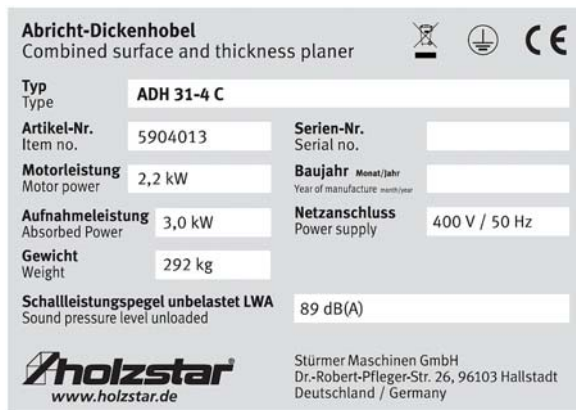 Abricht-Dickenhobel
Combined surface and thickness planer
CE
Typ
Type
ADH 31-4 C
Artikel-Nr.
Item no.
5904013
Serien-Nr.
Serial no.
Motorleistung
Motor power
2,2 kW
Baujahr Monat/Jahr
Year of manufacture month/year
Aufnahmeleistung
Absorbed Power
3,0 kW
Netzanschluss
Power supply
400 V / 50 Hz
Gewicht
Weight
292 kg
Schallleistungspegel unbelastet LWA
Sound pressure level unloaded
89 dB(A)
holzstar®
www.holzstar.de
Stürmer Maschinen GmbH
Dr.-Robert-Pfleger-Str. 26, 96103 Hallstadt
Deutschland / Germany